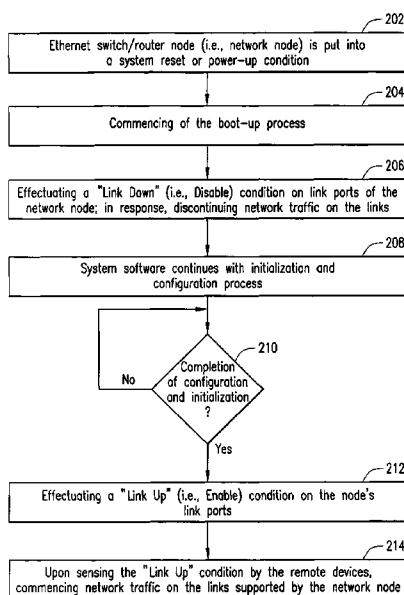 202
Ethernet switch/router node (i.e., network node) is put into
a system reset or power-up condition
204
Commencing of the boot-up process
206
Effectuating a "Link Down" (i.e., Disable) condition on link ports of the
network node; in response, discontinuing network traffic on the links
208
System software continues with initialization and
configuration process
210
Completion
of configuration
and initialization
?
No
Yes
212
Effectuating a "Link Up" (i.e., Enable) condition on the node's
link ports
214
Upon sensing the "Link Up" condition by the remote devices,
commencing network traffic on the links supported by the network node